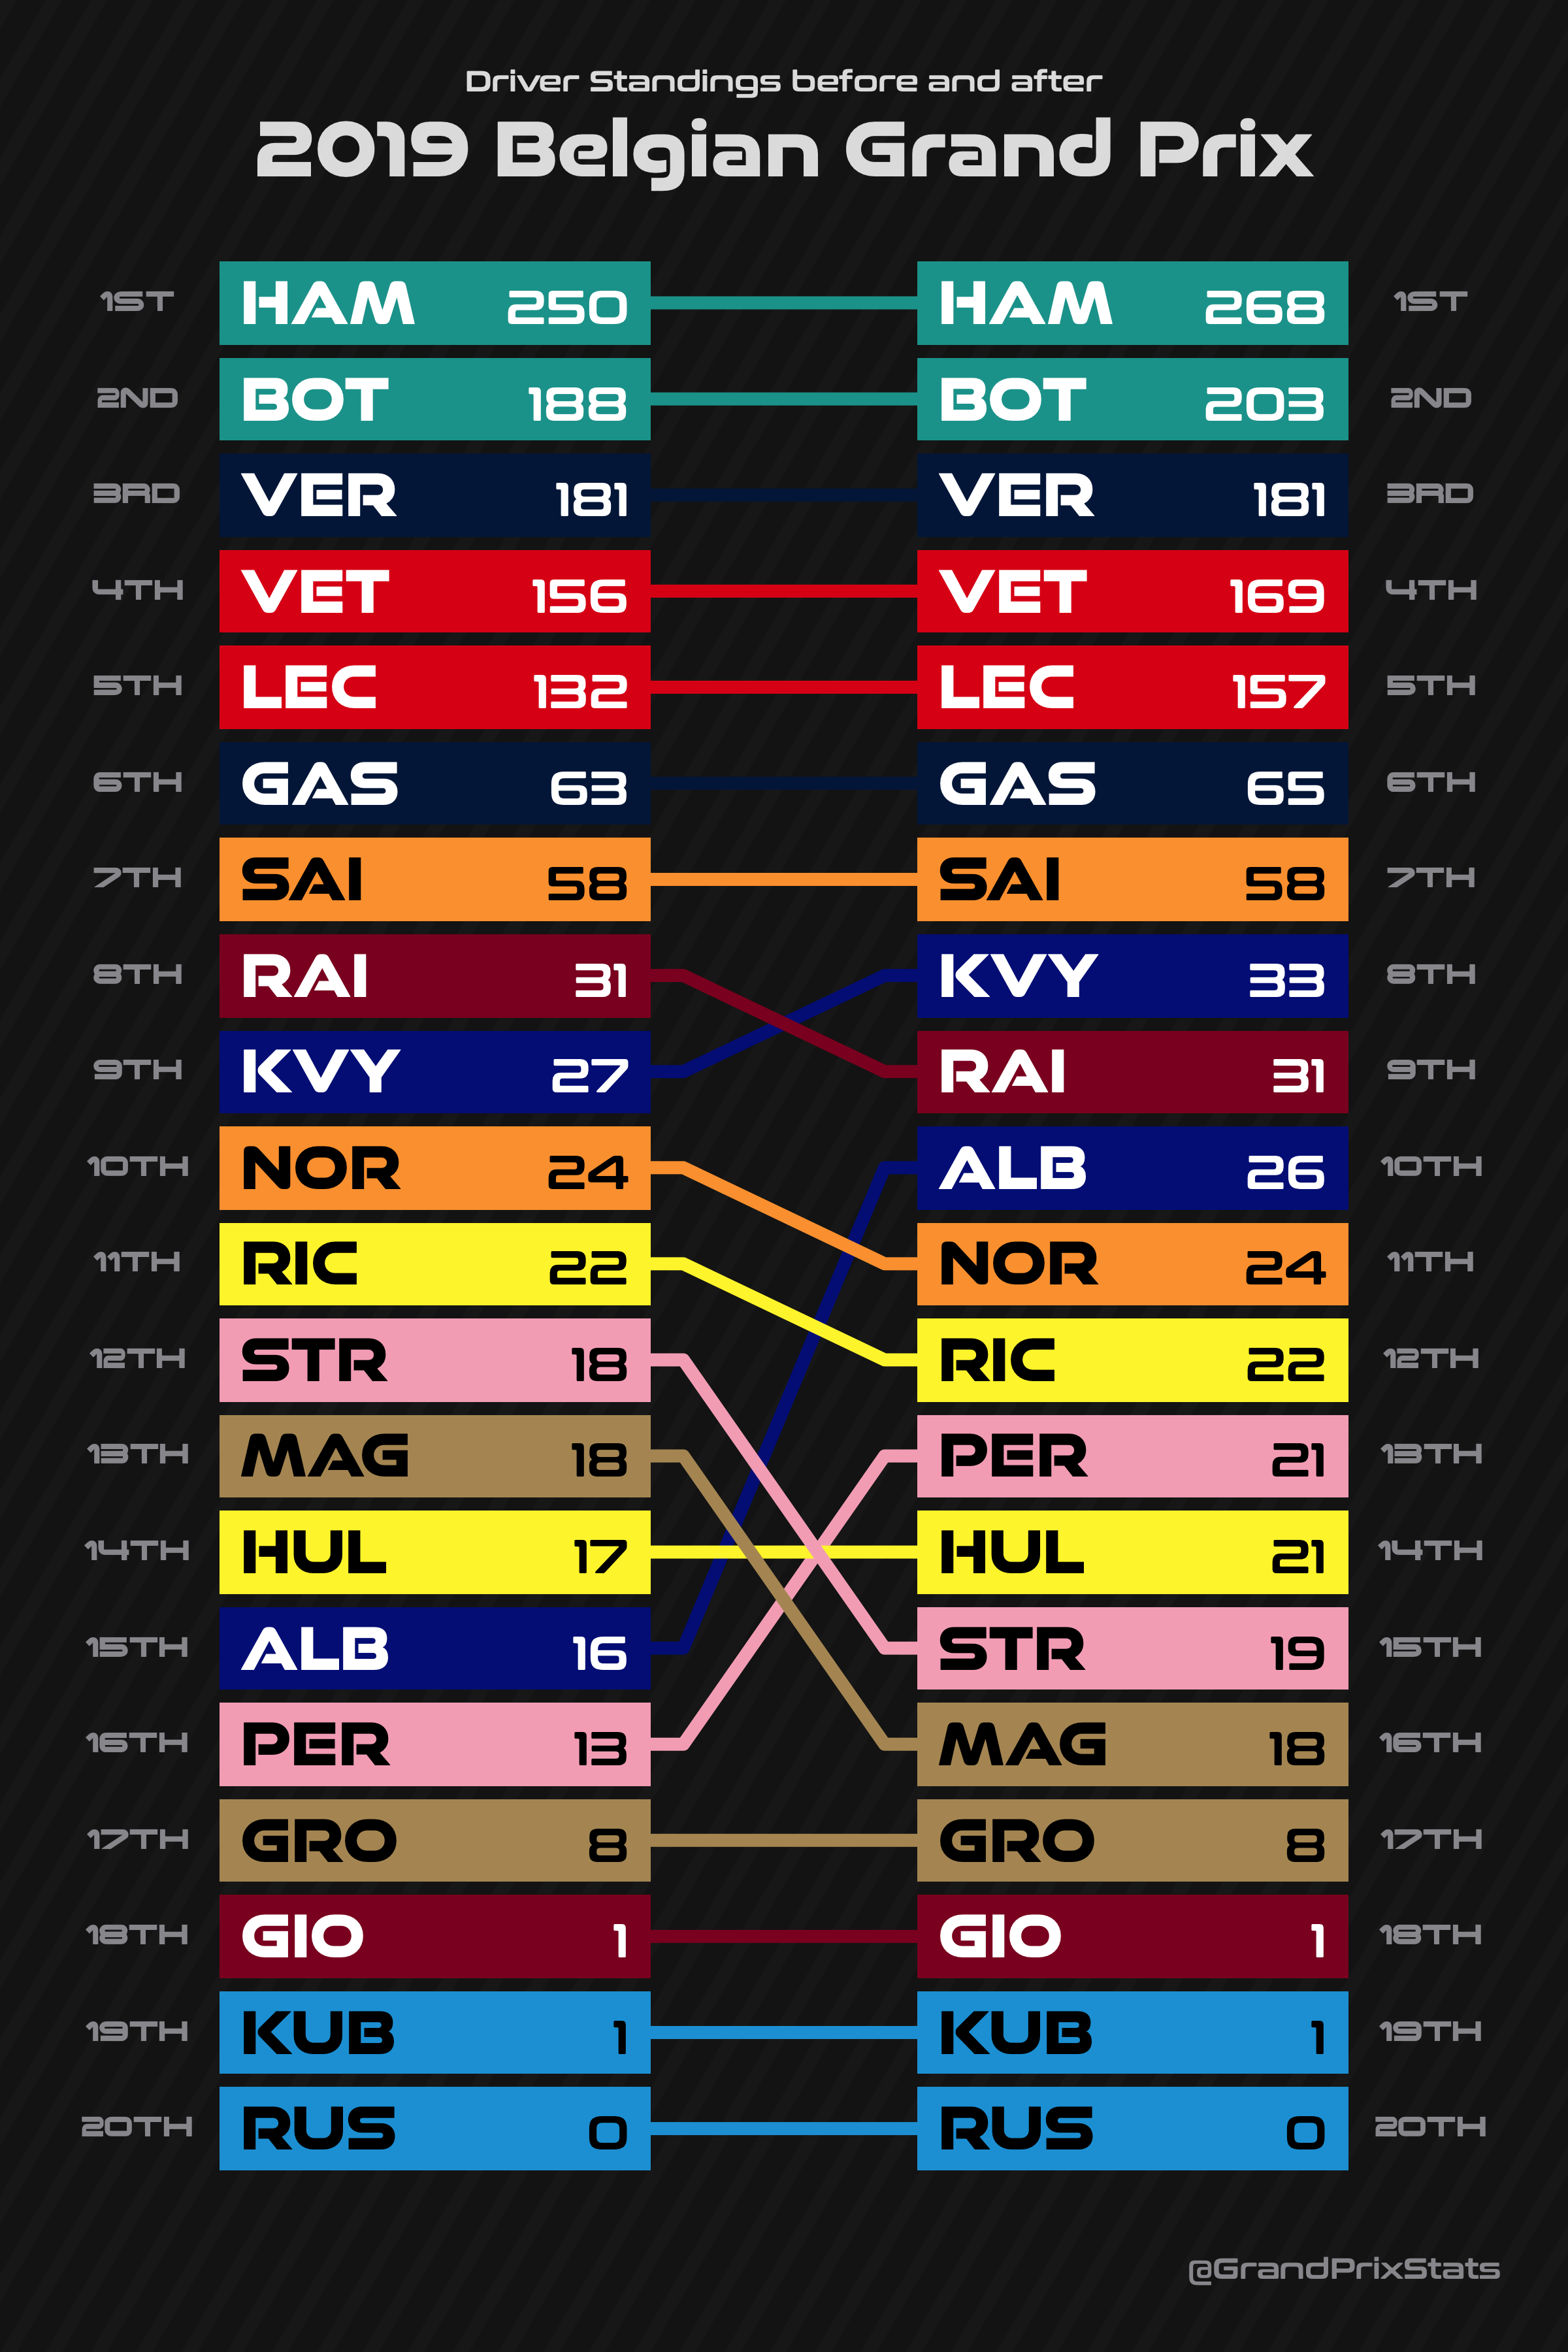 Driver Standings before and after
2019 Belgian Grand Prix
1ST HAM 250 HAM 268 1ST
2ND BOT 188 BOT 203 2ND
3RD VER 181 VER 181 3RD
4TH VET 156 VET 169 4TH
5TH LEC 132 LEC 157 5TH
6TH GAS 63 GAS 65 6TH
7TH SAI 58 SAI 58 7TH
8TH RAI 31 KVY 33 8TH
9TH KVY 27 RAI 31 9TH
10TH NOR 24 ALB 26 10TH
11TH RIC 22 NOR 24 11TH
12TH STR 18 RIC 22 12TH
13TH MAG 18 PER 21 13TH
14TH HUL 17 HUL 21 14TH
15TH ALB 16 STR 19 15TH
16TH PER 13 MAG 18 16TH
17TH GRO 8 GRO 8 17TH
18TH GIO 1 GIO 1 18TH
19TH KUB 1 KUB 1 19TH
20TH RUS 0 RUS 0 20TH
@GrandPrixStats